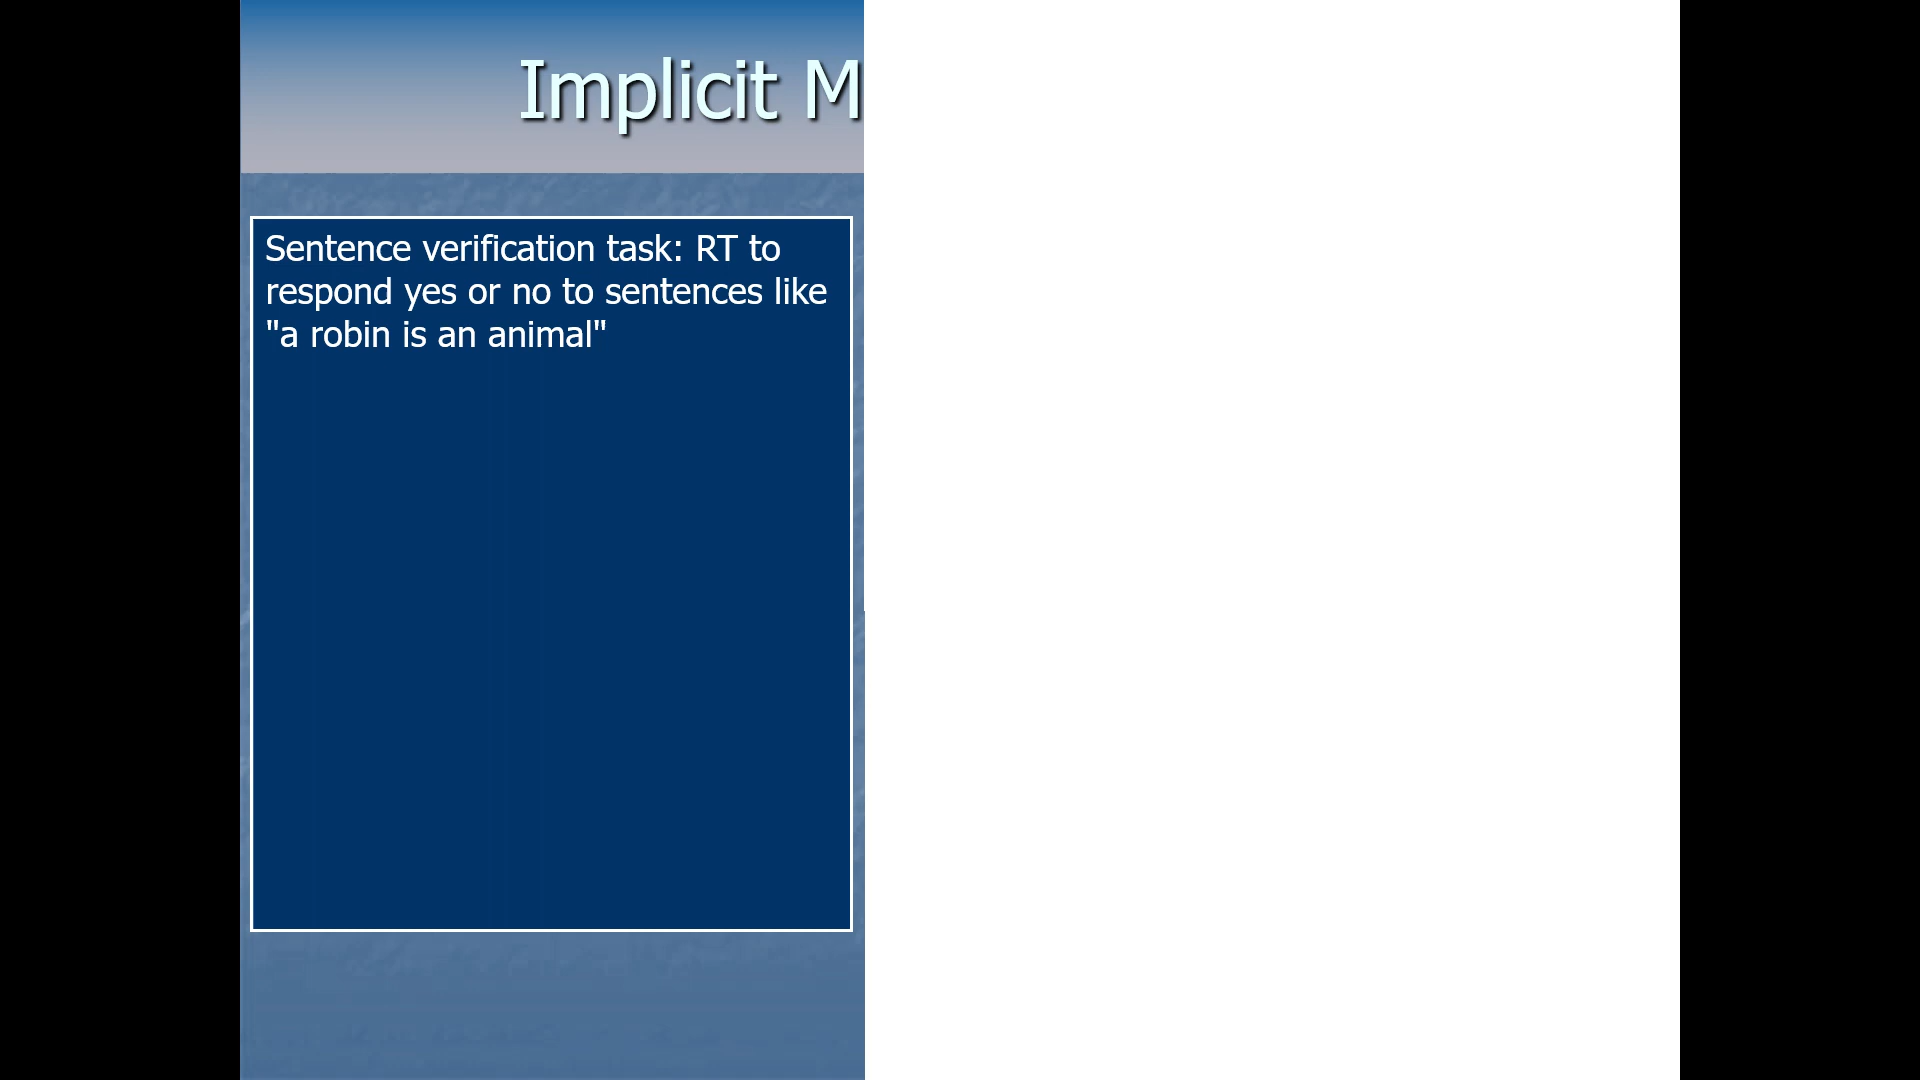 Implicit M
Sentence verification task: RT to
respond yes or no to sentences like
"a robin is an animal"